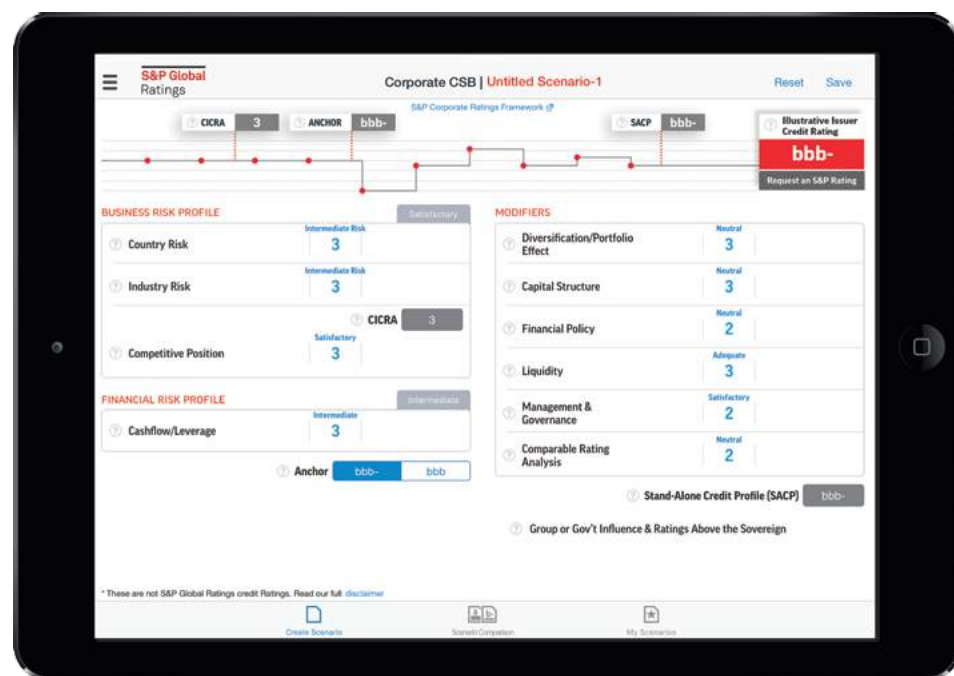 S&P Global
Ratings
Corporate CSB | Untitled Scenario-1
Reset
Save
S&P Corporate Ratings Framework
CICRA 3
ANCHOR bbb-
SACP bbb-
Illustrative Issuer
Credit Rating
bbb-
Request an S&P Rating
BUSINESS RISK PROFILE
Satisfactory
Intermediate Risk
Country Risk 3
Intermediate Risk
Industry Risk 3
CICRA 3
Satisfactory
Competitive Position 3
FINANCIAL RISK PROFILE
Intermediate
Intermediate
Cashflow/Leverage 3
Anchor bbb- bbb
MODIFIERS
Neutral
Diversification/Portfolio
Effect
3
Neutral
Capital Structure 3
Neutral
Financial Policy 2
Adequate
Liquidity 3
Satisfactory
Management &
Governance
2
Neutral
Comparable Rating
Analysis
2
Stand-Alone Credit Profile (SACP) bbb-
Group or Gov't Influence & Ratings Above the Sovereign
* These are not S&P Global Ratings credit Ratings. Read our full disclaimer
Create Scenario
Scenario Comparison
My Scenarios